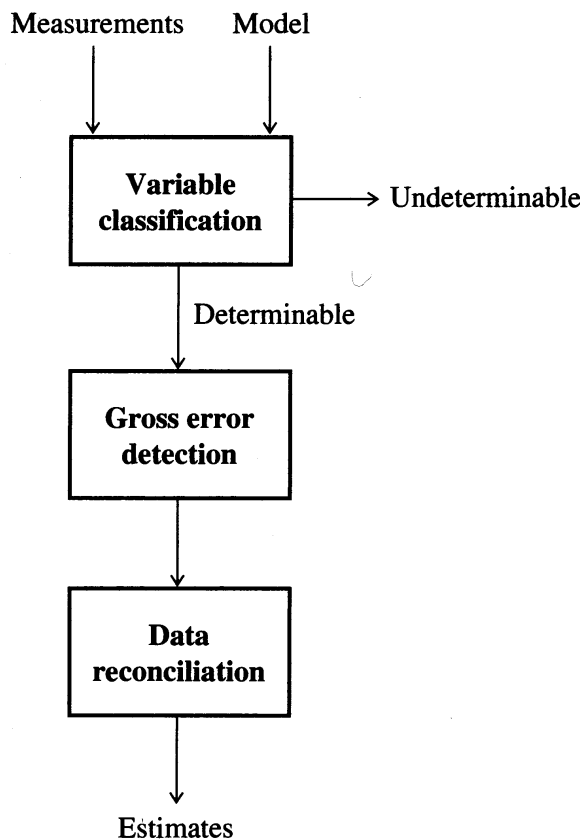 Measurements Model
Variable
classification
Undeterminable
Determinable
Gross error
detection
Data
reconciliation
Estimates